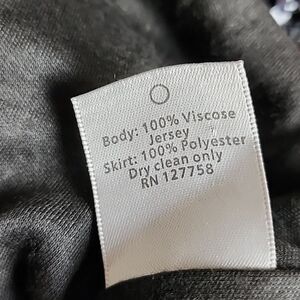 Body: 100% Viscose
Jersey
Skirt: 100% Polyester
Dry clean only
RN 127758